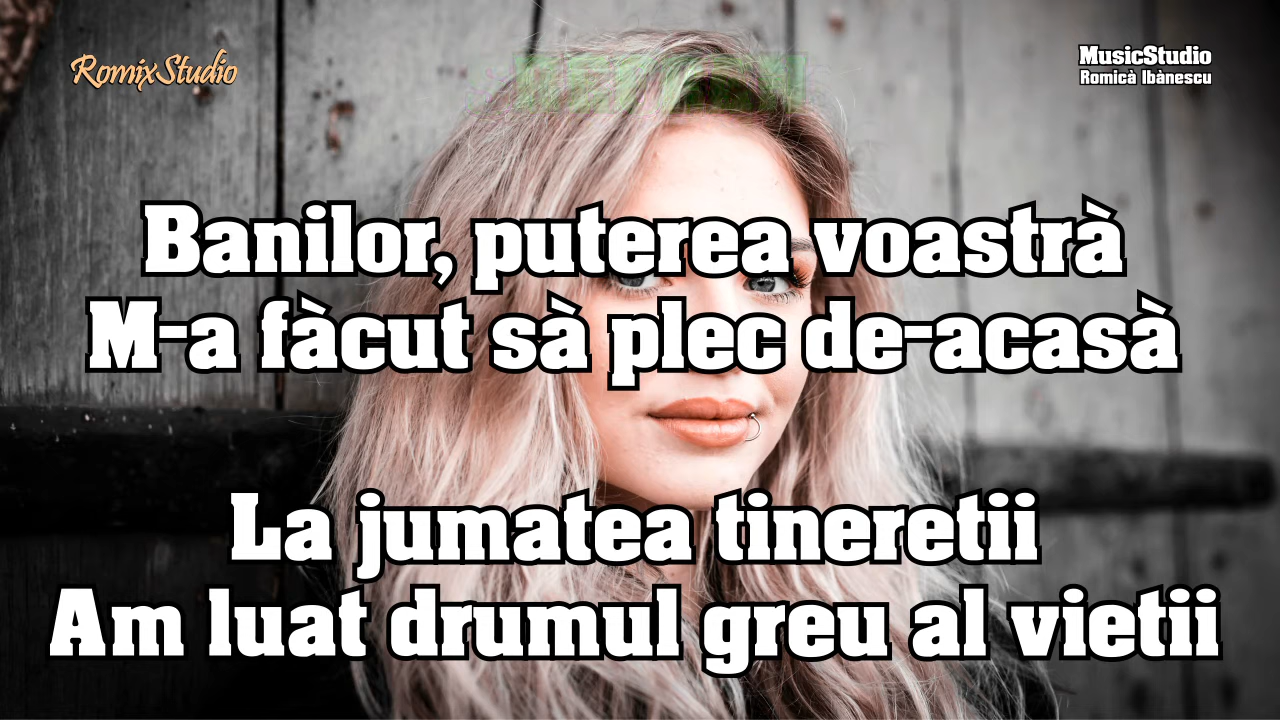 RomixStudio
MusicStudio
Romicà Ibànescu
Banilor, puterea voastrà
M-a fàcut sà plec de-acasà
La jumatea tineretii
Am luat drumul greu al vietii